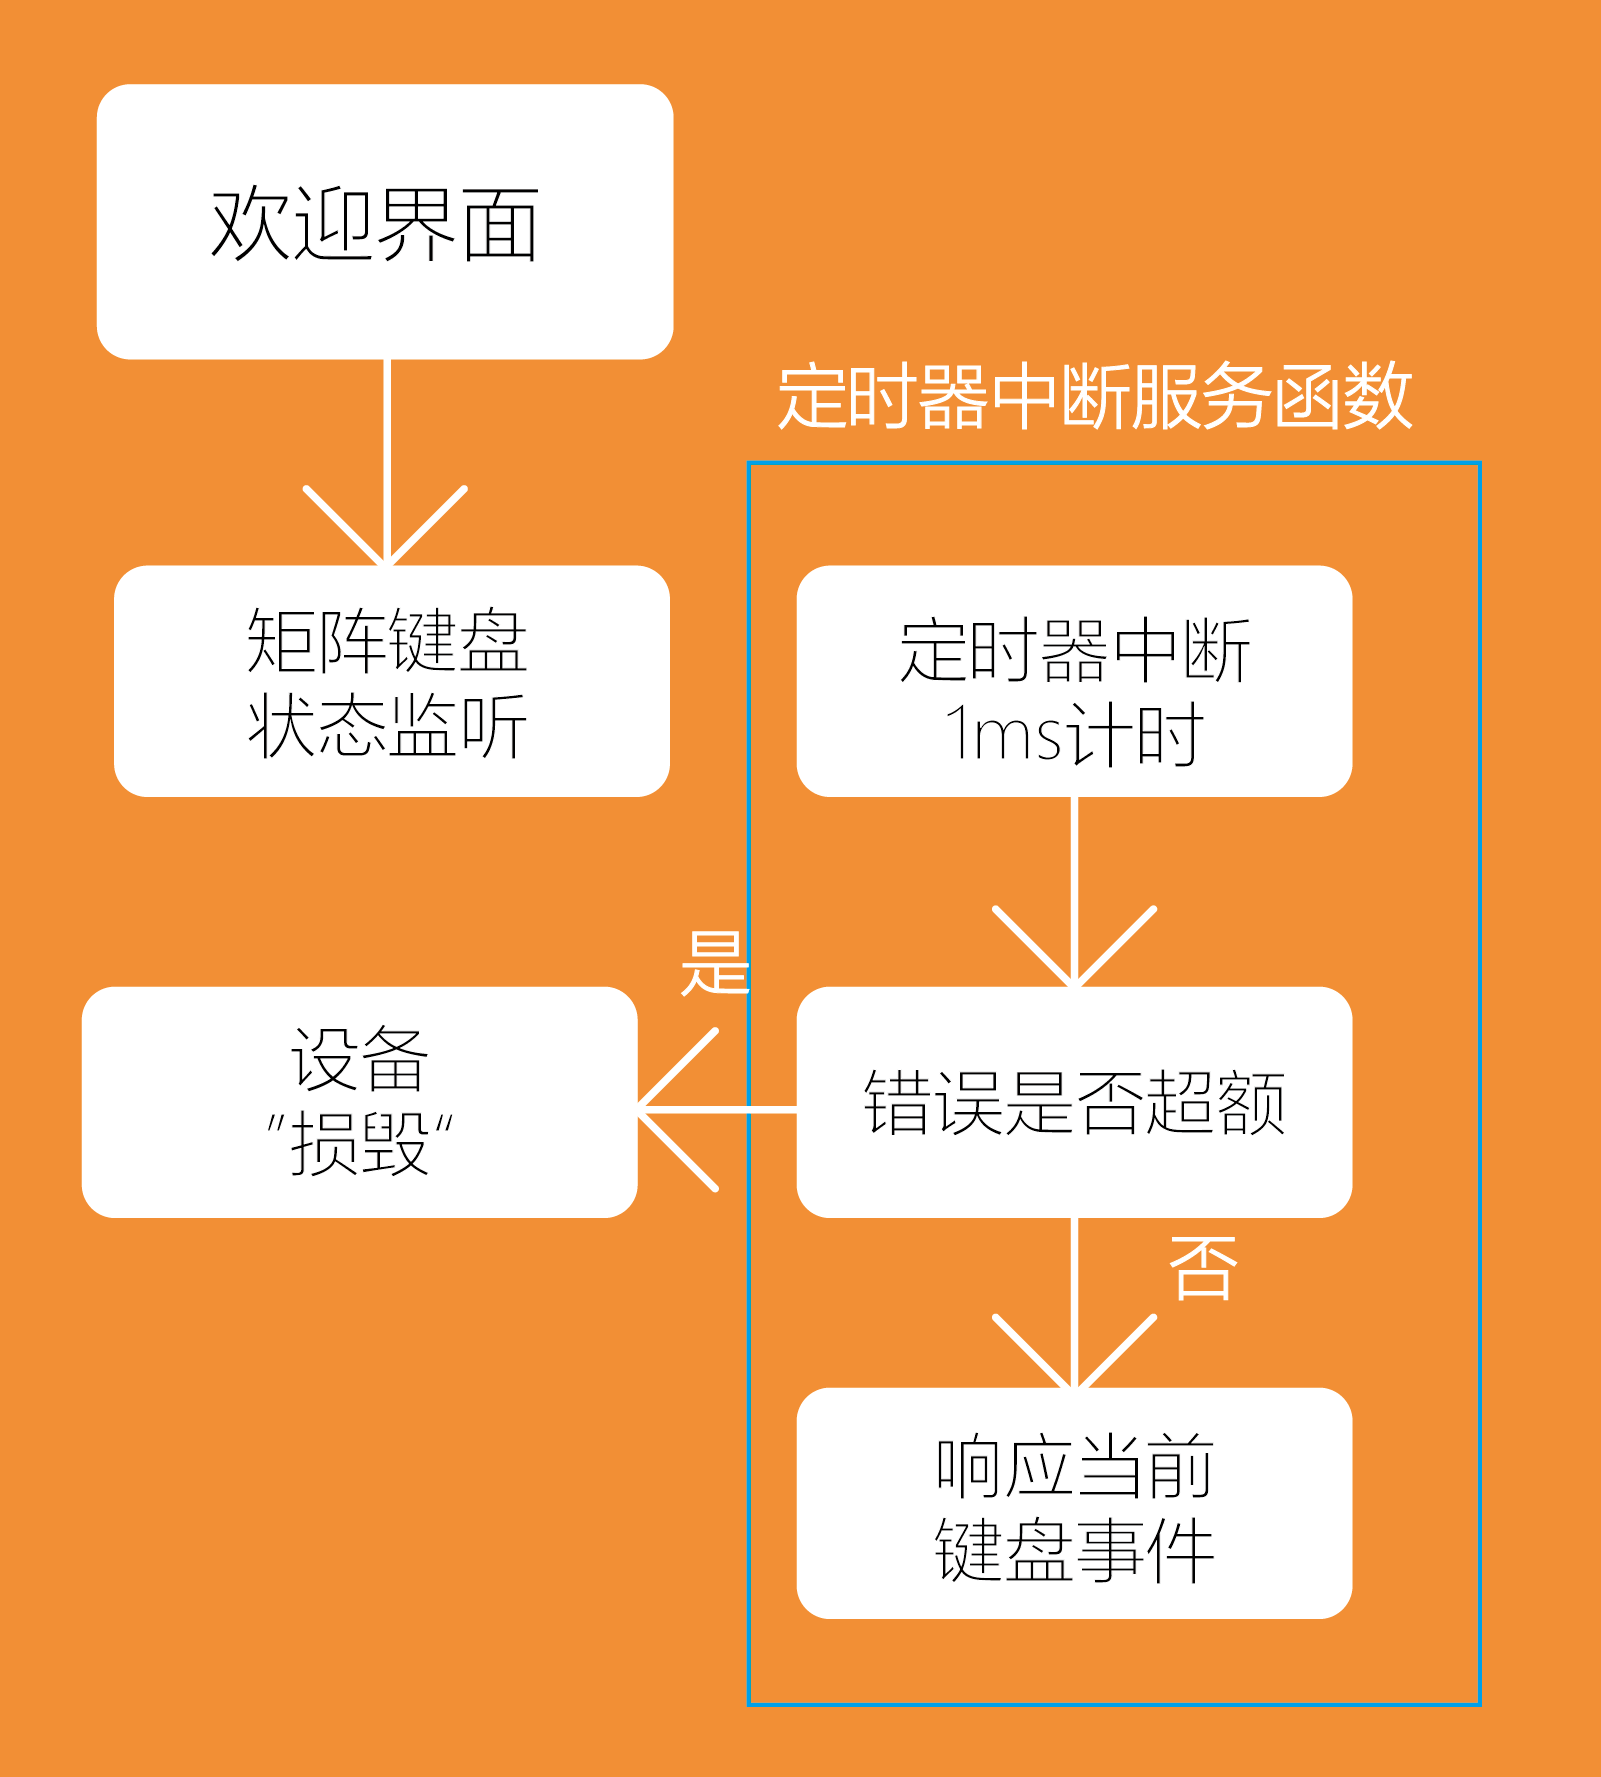 欢迎界面
定时器中断服务函数
矩阵键盘
状态监听
定时器中断
1ms计时
是
设备
“损毁“
错误是否超额
否
响应当前
键盘事件